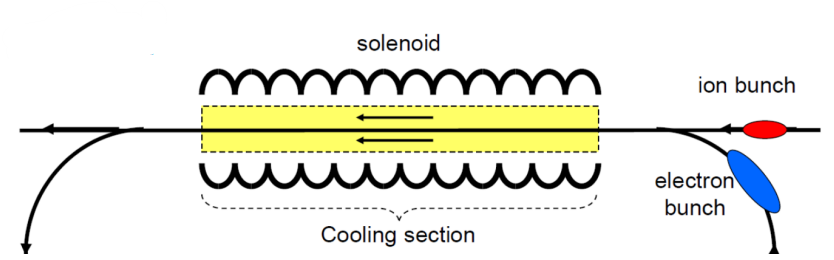 solenoid
ion bunch
electron
bunch
Cooling section